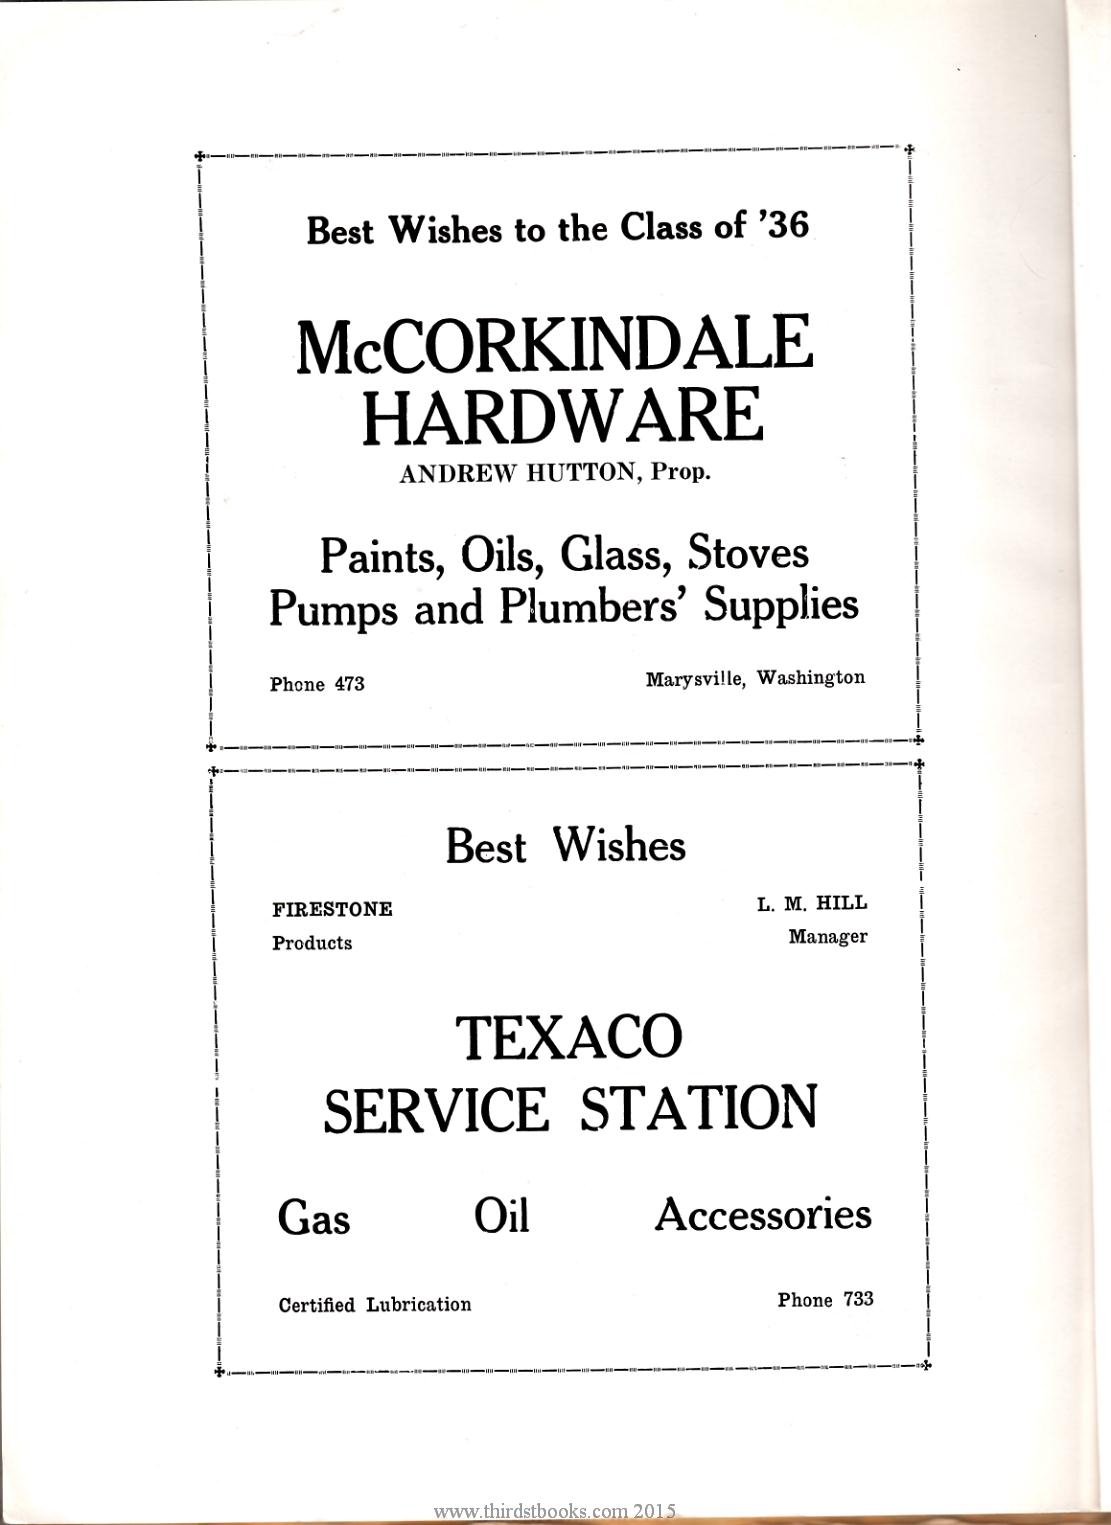 Best Wishes to the Class of ’36
McCORKINDALE
HARDWARE
ANDREW HUTTON, Prop.
Paints, Oils, Glass, Stoves
Pumps and Plumbers’ Supplies
Phone 473 Marysville, Washington
Best Wishes
FIRESTONE L. M. HILL
Products Manager
TEXACO
SERVICE STATION
Gas Oil Accessories
Certified Lubrication Phone 733
www.thirdstbooks.com 2015